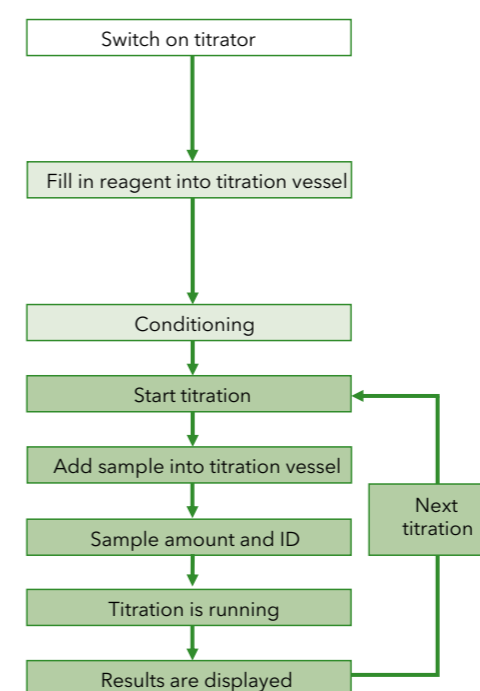 Switch on titrator
Fill in reagent into titration vessel
Conditioning
Start titration
Add sample into titration vessel
Next
titration
Sample amount and ID
Titration is running
Results are displayed